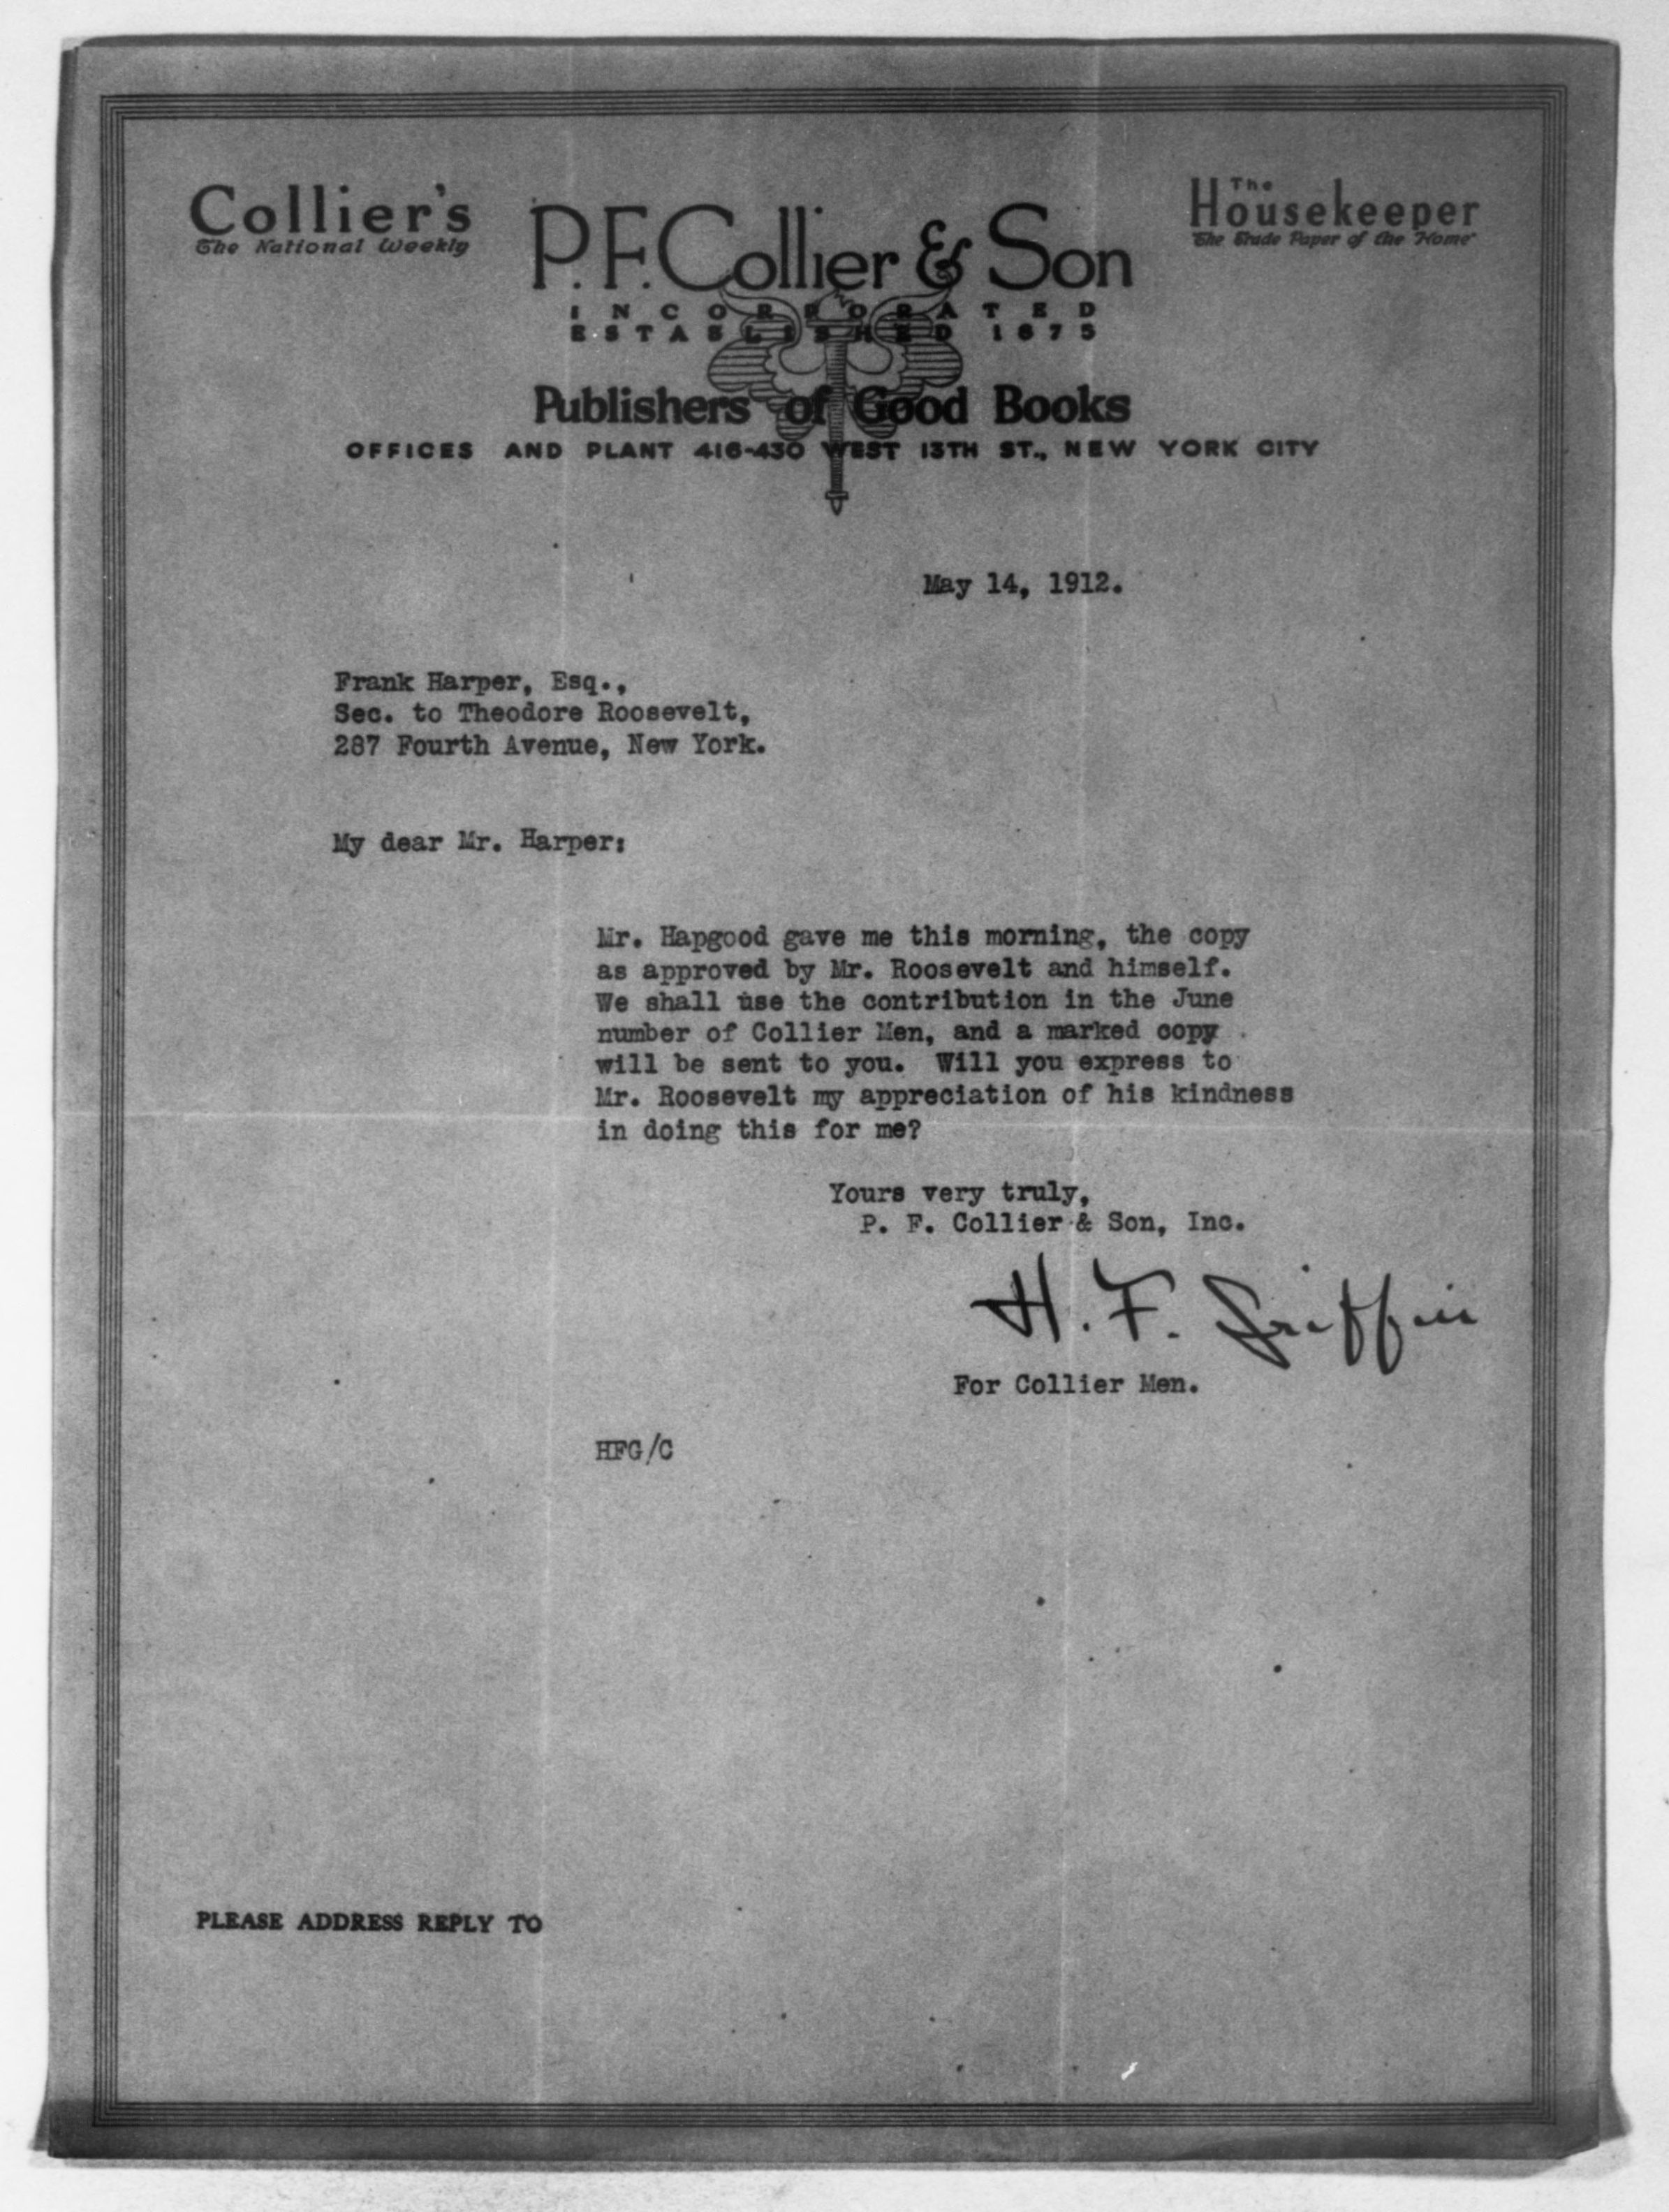 Collier's
The National Weekly
P. F. Collier & Son
INCORPORATED
ESTABLISHED 1875
The Housekeeper
"The Trade Paper of the Home"
Publishers of Good Books
OFFICES AND PLANT 416-430 WEST 13TH ST., NEW YORK CITY
May 14, 1912.
Frank Harper, Esq.,
Sec. to Theodore Roosevelt,
287 Fourth Avenue, New York.
My dear Mr. Harper:
Mr. Hapgood gave me this morning, the copy
as approved by Mr. Roosevelt and himself.
We shall use the contribution in the June
number of Collier Men, and a marked copy
will be sent to you. Will you express to
Mr. Roosevelt my appreciation of his kindness
in doing this for me?
Yours very truly,
P. F. Collier & Son, Inc.
H. F. Griffin
For Collier Men.
HFG/C
PLEASE ADDRESS REPLY TO